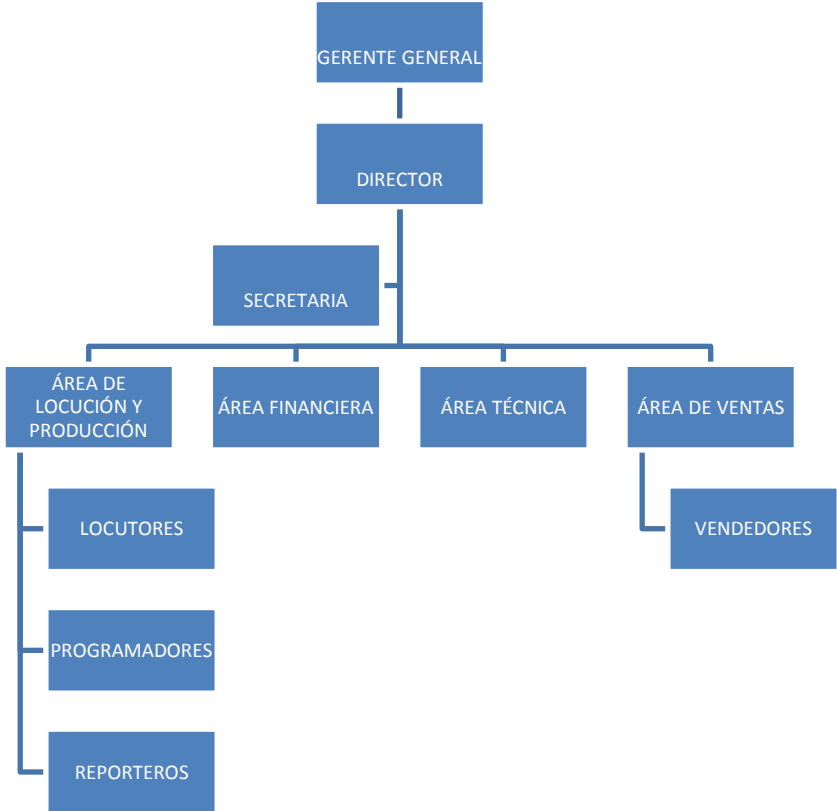 GERENTE GENERAL
DIRECTOR
SECRETARIA
ÁREA DE
LOCUCIÓN Y
PRODUCCIÓN
ÁREA FINANCIERA
ÁREA TÉCNICA
ÁREA DE VENTAS
LOCUTORES
VENDEDORES
PROGRAMADORES
REPORTEROS